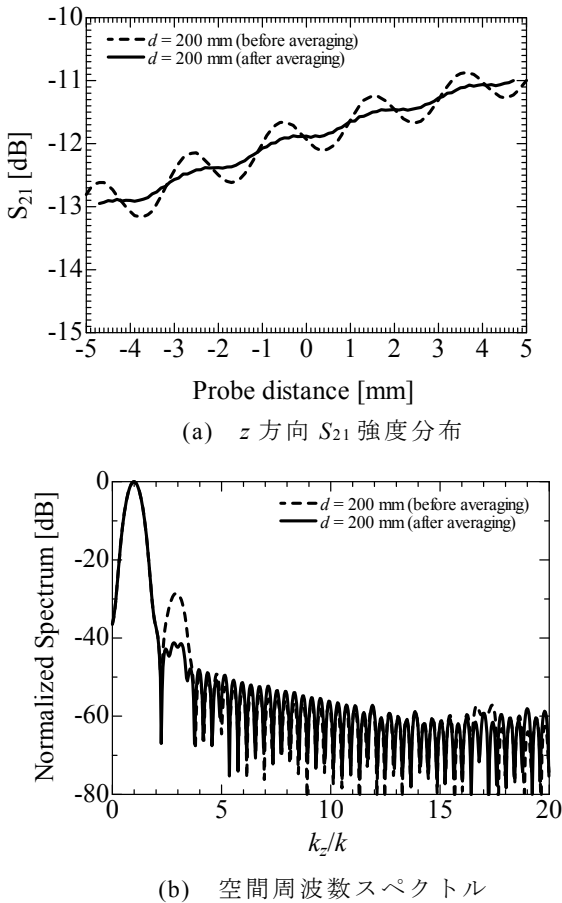 -10
-11
-12
-13
-14
-15
S21 [dB]
d = 200 mm (before averaging)
d = 200 mm (after averaging)
-5 -4 -3 -2 -1 0 1 2 3 4 5
Probe distance [mm]
(a) z 方向 S21 強度分布
0
-20
-40
-60
-80
Normalized Spectrum [dB]
d = 200 mm (before averaging)
d = 200 mm (after averaging)
0 5 10 15 20
kz/k
(b) 空間周波数スペクトル